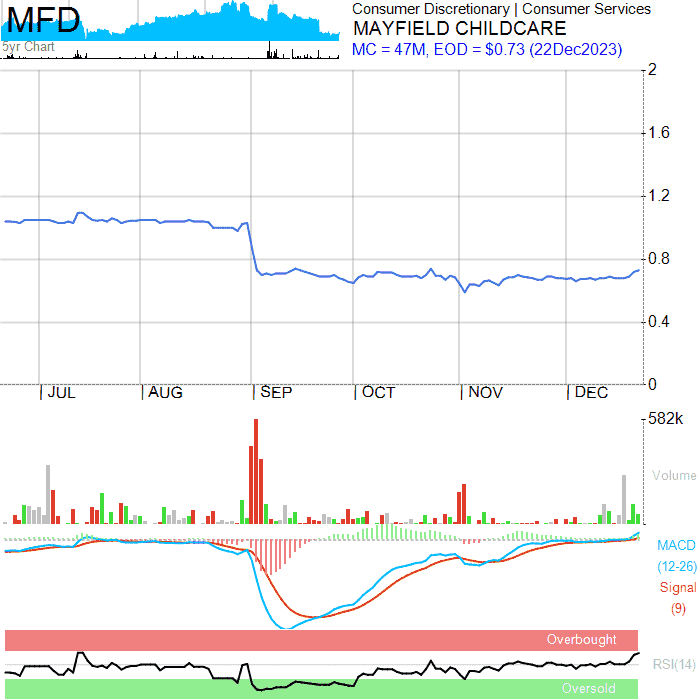 MFD
5yr Chart
Consumer Discretionary | Consumer Services
MAYFIELD CHILDCARE
MC = 47M, EOD = $0.73 (22Dec2023)
2
1.6
1.2
0.8
0.4
0
JUL
AUG
SEP
OCT
NOV
DEC
582k
Volume
MACD
(12-26)
Signal
(9)
Overbought
RSI(14)
Oversold